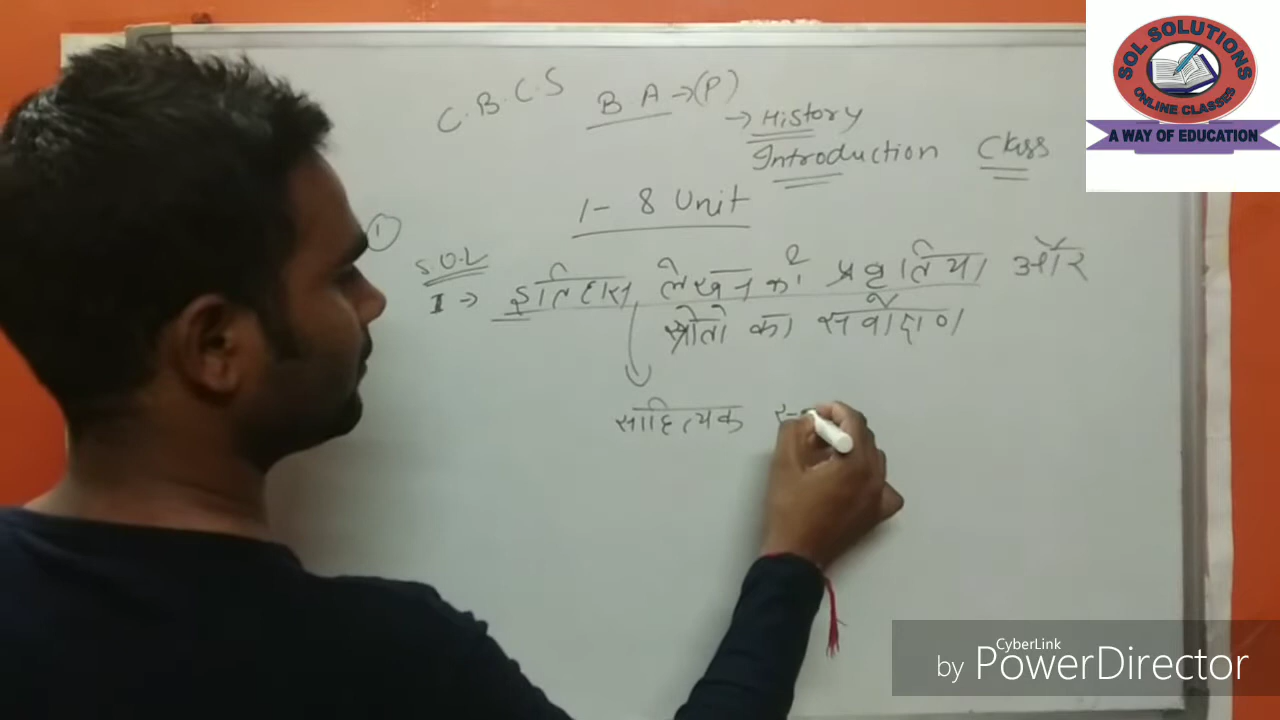 C.B.C.S BA→(P)
→ History
Introduction Class
1- 8 Unit
1
S.O.L
I → इतिहास लेखन की प्रवृतिया और
स्रोतो का सर्वेक्षण
साहित्यक
SOL SOLUTIONS
ONLINE CLASSES
A WAY OF EDUCATION
CyberLink
by PowerDirector